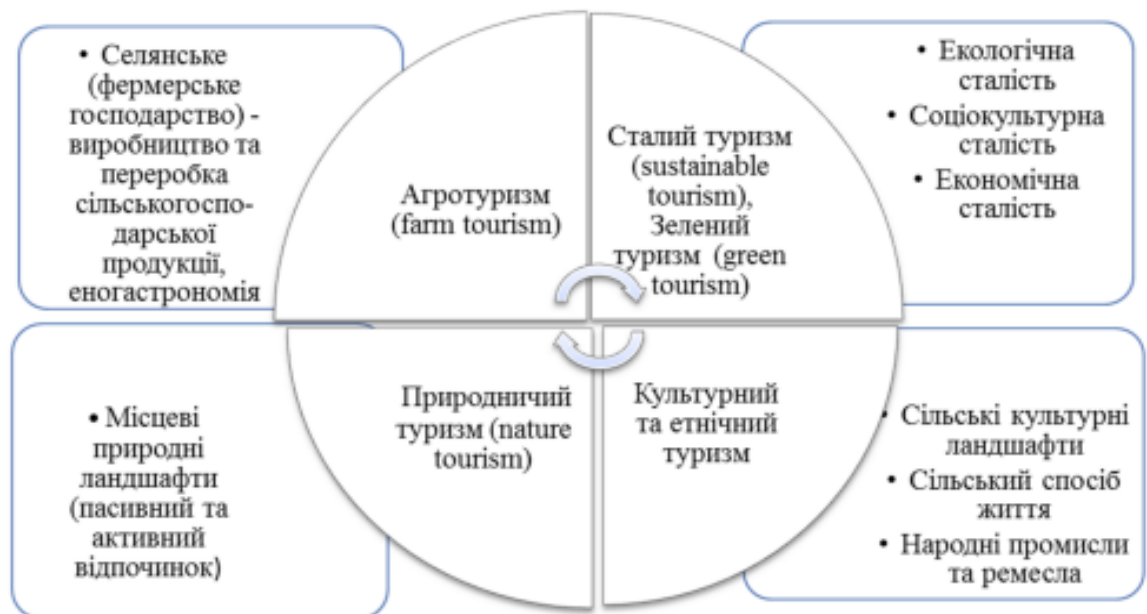 • Селянське
(фермерське
господарство) -
виробництво та
переробка
сільськогоспо-
дарської
продукції,
еногастрономія
Агротуризм
(farm tourism)
Сталий туризм
(sustainable
tourism),
Зелений
туризм (green
tourism)
• Екологічна
сталість
• Соціокультурна
сталість
• Економічна
сталість
• Місцеві
природні
ландшафти
(пасивний та
активний
відпочинок)
Природничий
туризм (nature
tourism)
Культурний
та етнічний
туризм
• Сільські культурні
ландшафти
• Сільський спосіб
життя
• Народні промисли
та ремесла